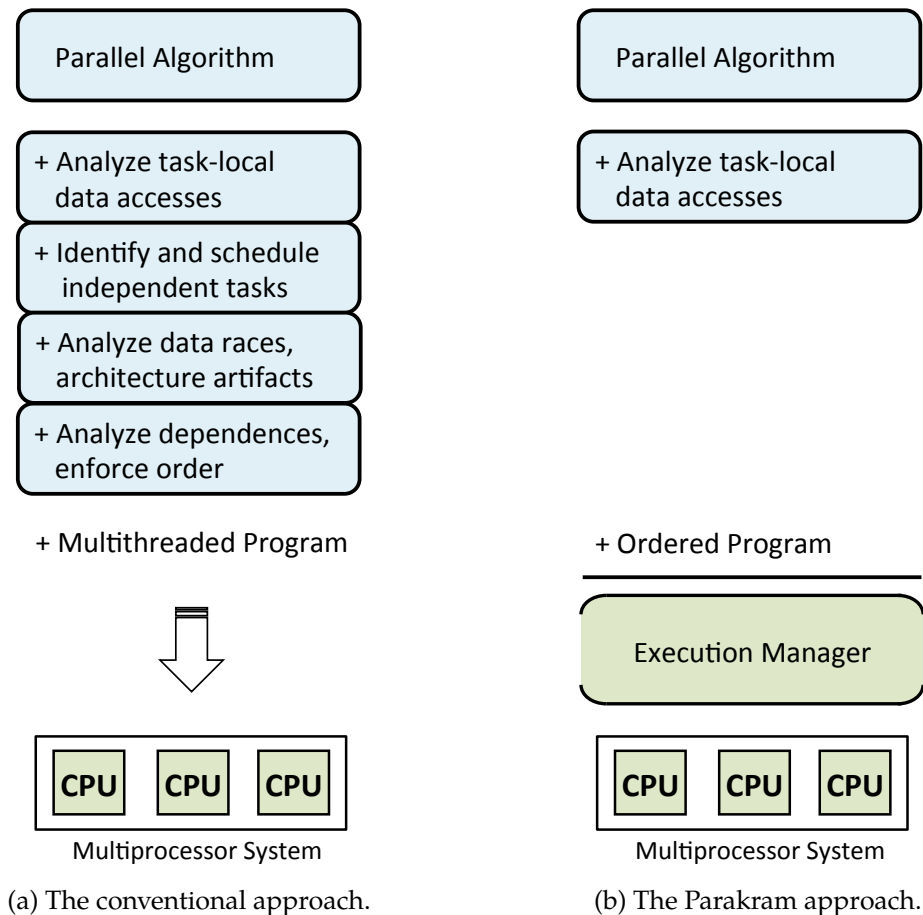 Parallel Algorithm
+ Analyze task-local
data accesses
+ Identify and schedule
independent tasks
+ Analyze data races,
architecture artifacts
+ Analyze dependences,
enforce order
+ Multithreaded Program
CPU CPU CPU
Multiprocessor System
(a) The conventional approach.
Parallel Algorithm
+ Analyze task-local
data accesses
+ Ordered Program
Execution Manager
CPU CPU CPU
Multiprocessor System
(b) The Parakram approach.